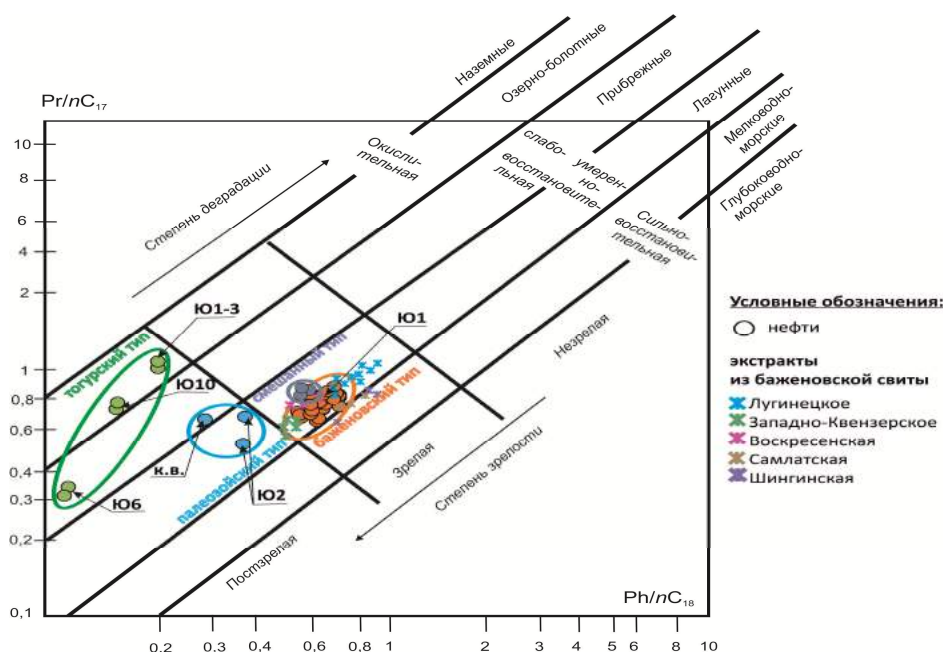 Наземные
Озерно-болотные
Прибрежные
Лагунные
Мелководно-
морские
Глубоководно-
морские
Pr/nC17
Окисли-
тельная
слабо-
восстановите-
льная
умерен-
но-
Сильно-
восстанови-
тельная
Степень деградации
10
8
6
4
2
1
0,8
0,6
0,4
0,3
0,2
0,1
Ю1-3
Ю1
тогурский тип
смешанный тип
Ю10
баженовский тип
Незрелая
к.в.
Ю2
палеозойский тип
Зрелая
Степень зрелости
Ю6
Постзрелая
Ph/nC18
0,2
0,3
0,4
0,6
0,8
1
2
3
4
5
6
8
10
Условные обозначения:
нефти
экстракты
из баженовской свиты
Лугинецкое
Западно-Квензерское
Воскресенская
Самлатская
Шингинская